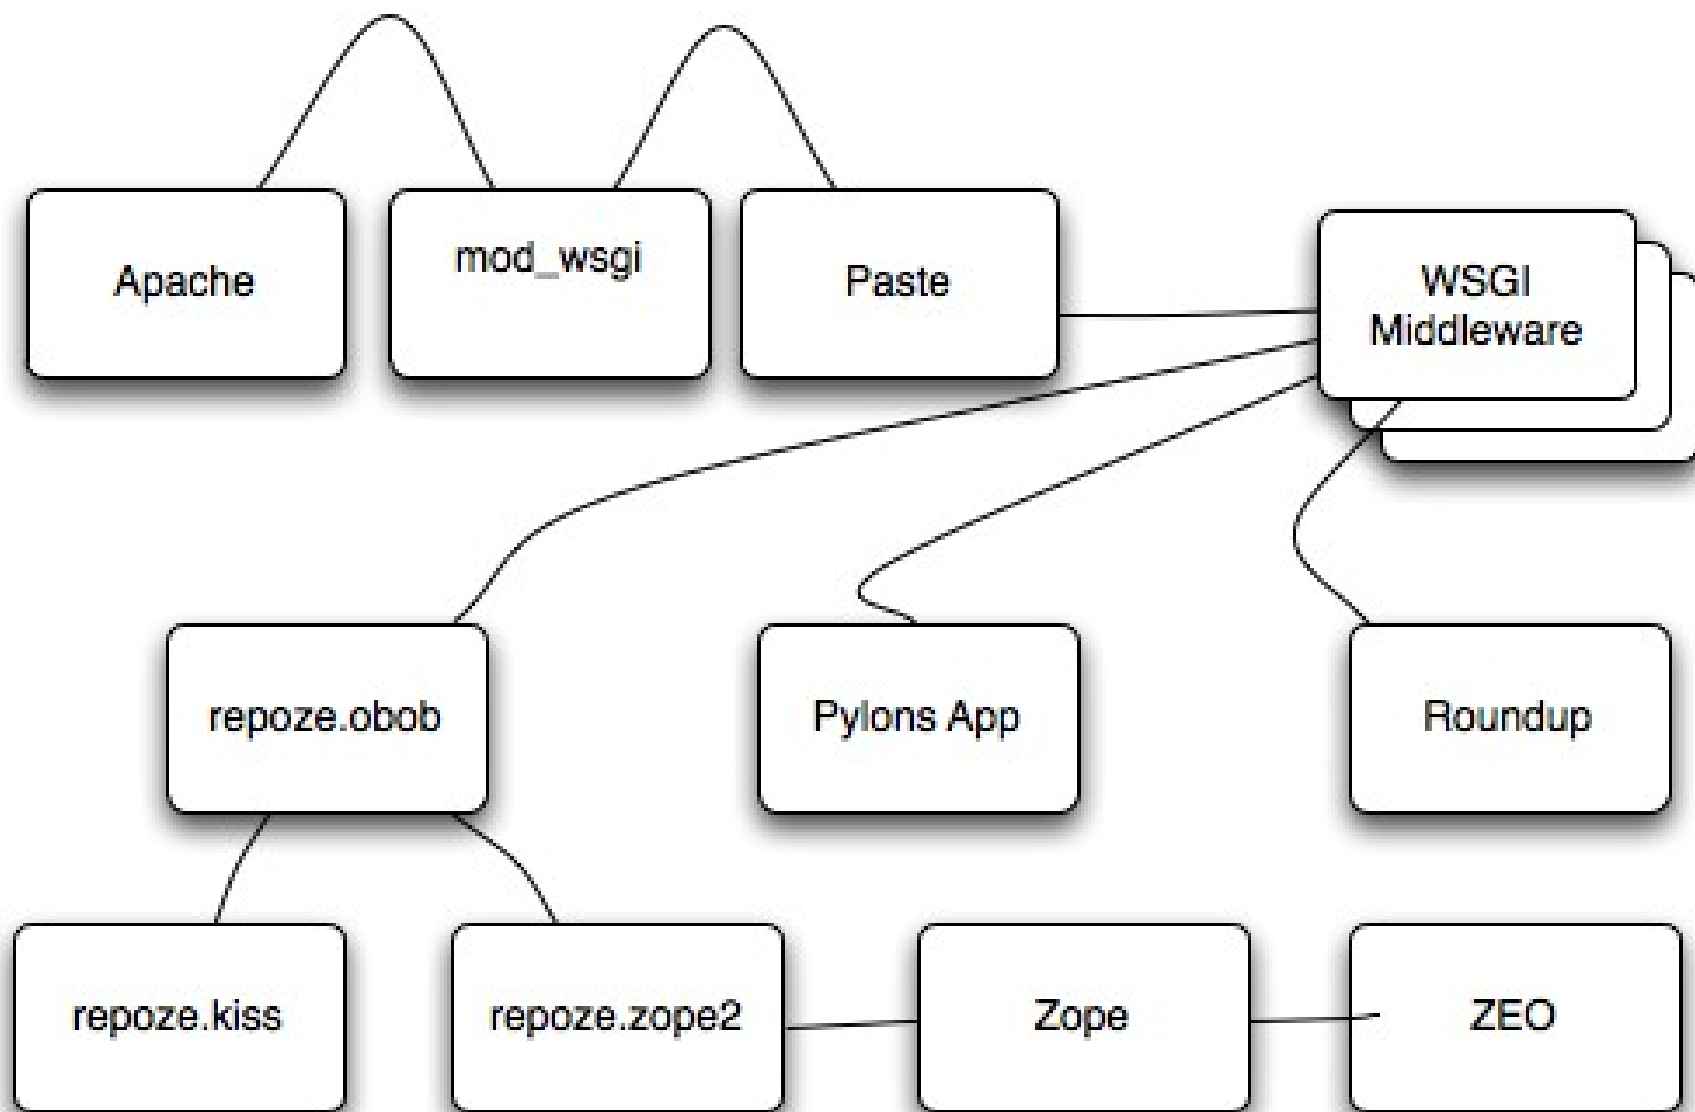 Apache
mod_wsgi
Paste
WSGI
Middleware
repoze.obob
Pylons App
Roundup
repoze.kiss
repoze.zope2
Zope
ZEO